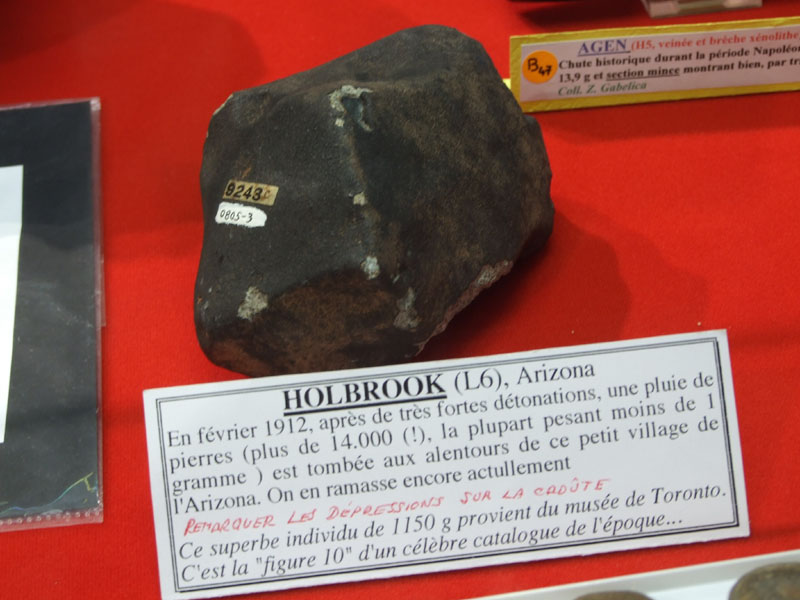 AGEN (H5, veinée et brèche xénolithe,
B47
Chute historique durant la période Napoléon
13,9 g et section mince montrant bien, par tr
Coll. Z. Gabelica
9243c
0805-3
HOLBROOK (L6), Arizona
En février 1912, après de très fortes détonations, une pluie de
pierres (plus de 14.000 (!), la plupart pesant moins de 1
gramme ) est tombée aux alentours de ce petit village de
l'Arizona. On en ramasse encore actullement
REMARQUER LES DÉPRESSIONS SUR LA CROÛTE
Ce superbe individu de 1150 g provient du musée de Toronto.
C'est la "figure 10" d'un célèbre catalogue de l'époque...